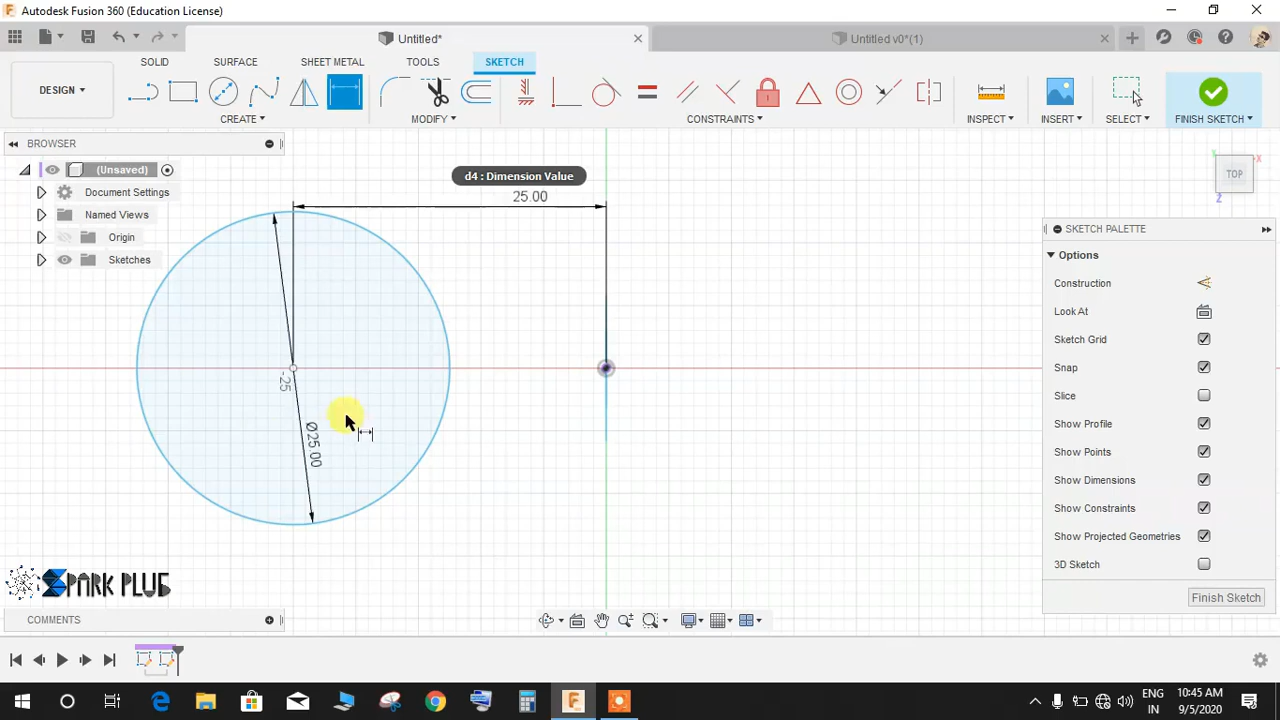 Autodesk Fusion 360 (Education License)
Untitled*
Untitled v0*(1)
SOLID
SURFACE
SHEET METAL
TOOLS
SKETCH
DESIGN
CREATE
MODIFY
CONSTRAINTS
INSPECT
INSERT
SELECT
FINISH SKETCH
BROWSER
(Unsaved)
Document Settings
Named Views
Origin
Sketches
d4 : Dimension Value
25.00
-25
Ø25.00
TOP
X
Y
Z
SKETCH PALETTE
Options
Construction
Look At
Sketch Grid
Snap
Slice
Show Profile
Show Points
Show Dimensions
Show Constraints
Show Projected Geometries
3D Sketch
Finish Sketch
SPARK PLUG
COMMENTS
ENG
IN
10:45 AM
9/5/2020